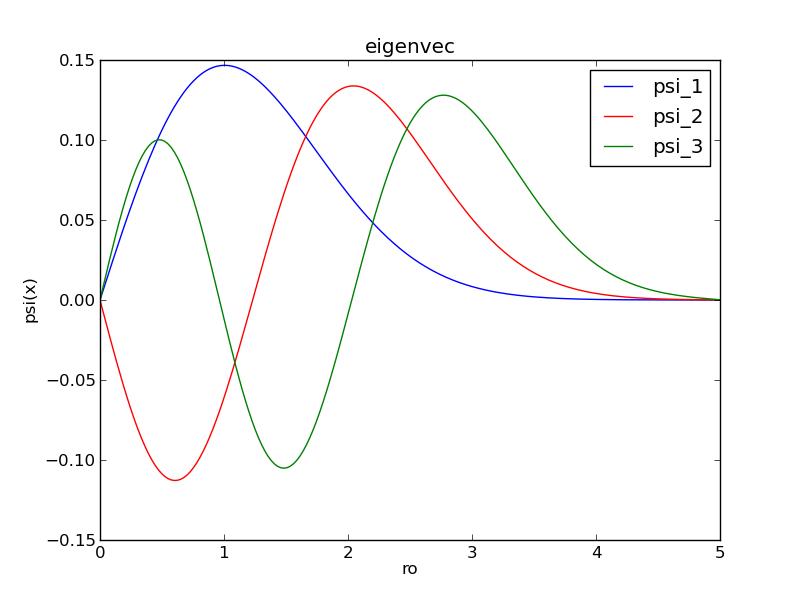 eigenvec
0.15
0.10
0.05
0.00
−0.05
−0.10
−0.15
psi(x)
psi_1
psi_2
psi_3
0 1 2 3 4 5
ro